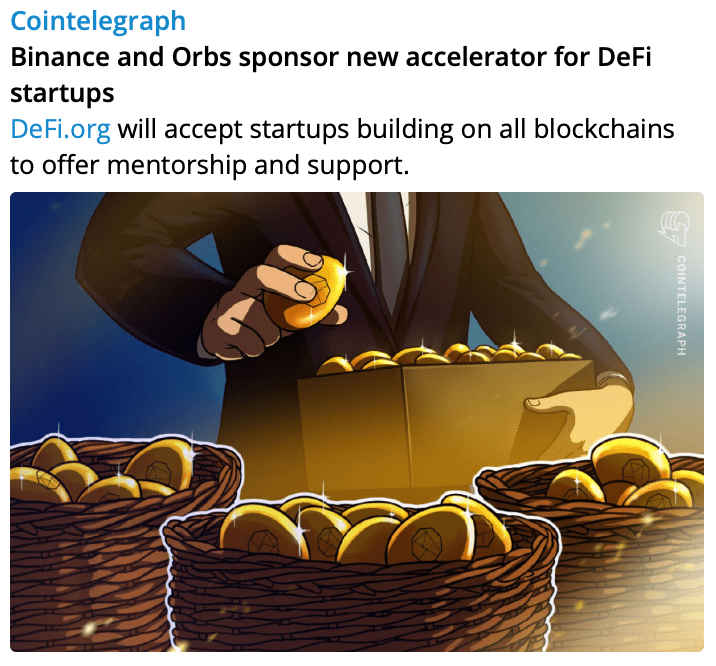 Cointelegraph
Binance and Orbs sponsor new accelerator for DeFi
startups
DeFi.org will accept startups building on all blockchains
to offer mentorship and support.
COINTELEGRAPH